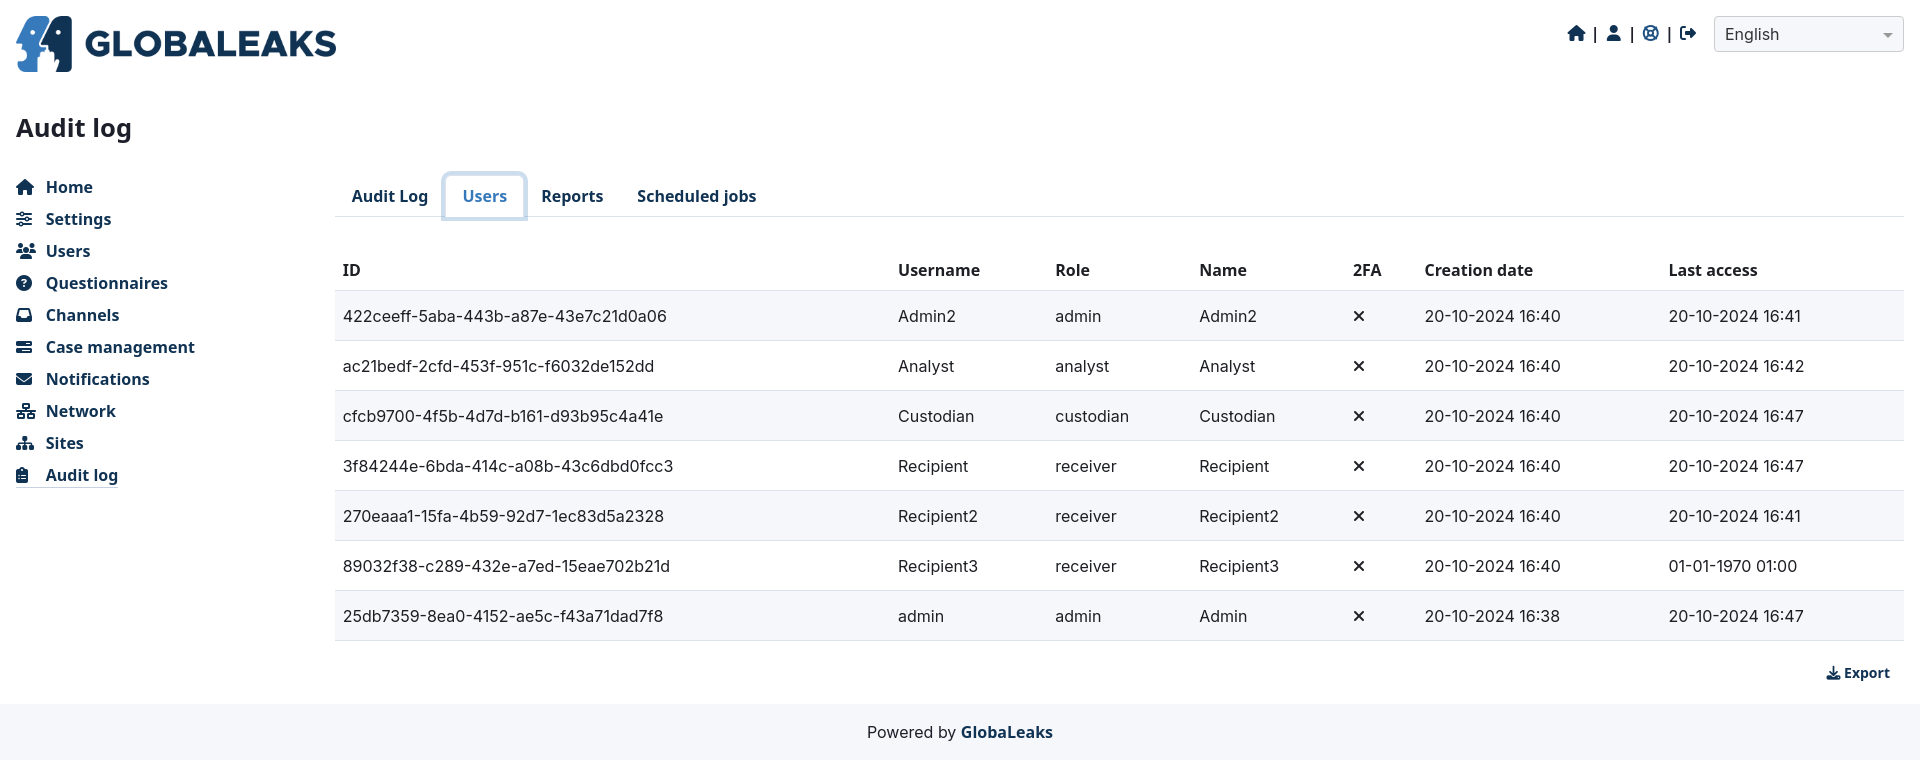 GLOBALEAKS
| | | English
Audit log
Home
Settings
Users
Questionnaires
Channels
Case management
Notifications
Network
Sites
Audit log
Audit Log Users Reports Scheduled jobs
ID Username Role Name 2FA Creation date Last access
422ceeff-5aba-443b-a87e-43e7c21d0a06 Admin2 admin Admin2 20-10-2024 16:40 20-10-2024 16:41
ac21bedf-2cfd-453f-951c-f6032de152dd Analyst analyst Analyst 20-10-2024 16:40 20-10-2024 16:42
cfcb9700-4f5b-4d7d-b161-d93b95c4a41e Custodian custodian Custodian 20-10-2024 16:40 20-10-2024 16:47
3f84244e-6bda-414c-a08b-43c6dbd0fcc3 Recipient receiver Recipient 20-10-2024 16:40 20-10-2024 16:47
270eaaa1-15fa-4b59-92d7-1ec83d5a2328 Recipient2 receiver Recipient2 20-10-2024 16:40 20-10-2024 16:41
89032f38-c289-432e-a7ed-15eae702b21d Recipient3 receiver Recipient3 20-10-2024 16:40 01-01-1970 01:00
25db7359-8ea0-4152-ae5c-f43a71dad7f8 admin admin Admin 20-10-2024 16:38 20-10-2024 16:47
Export
Powered by GlobaLeaks